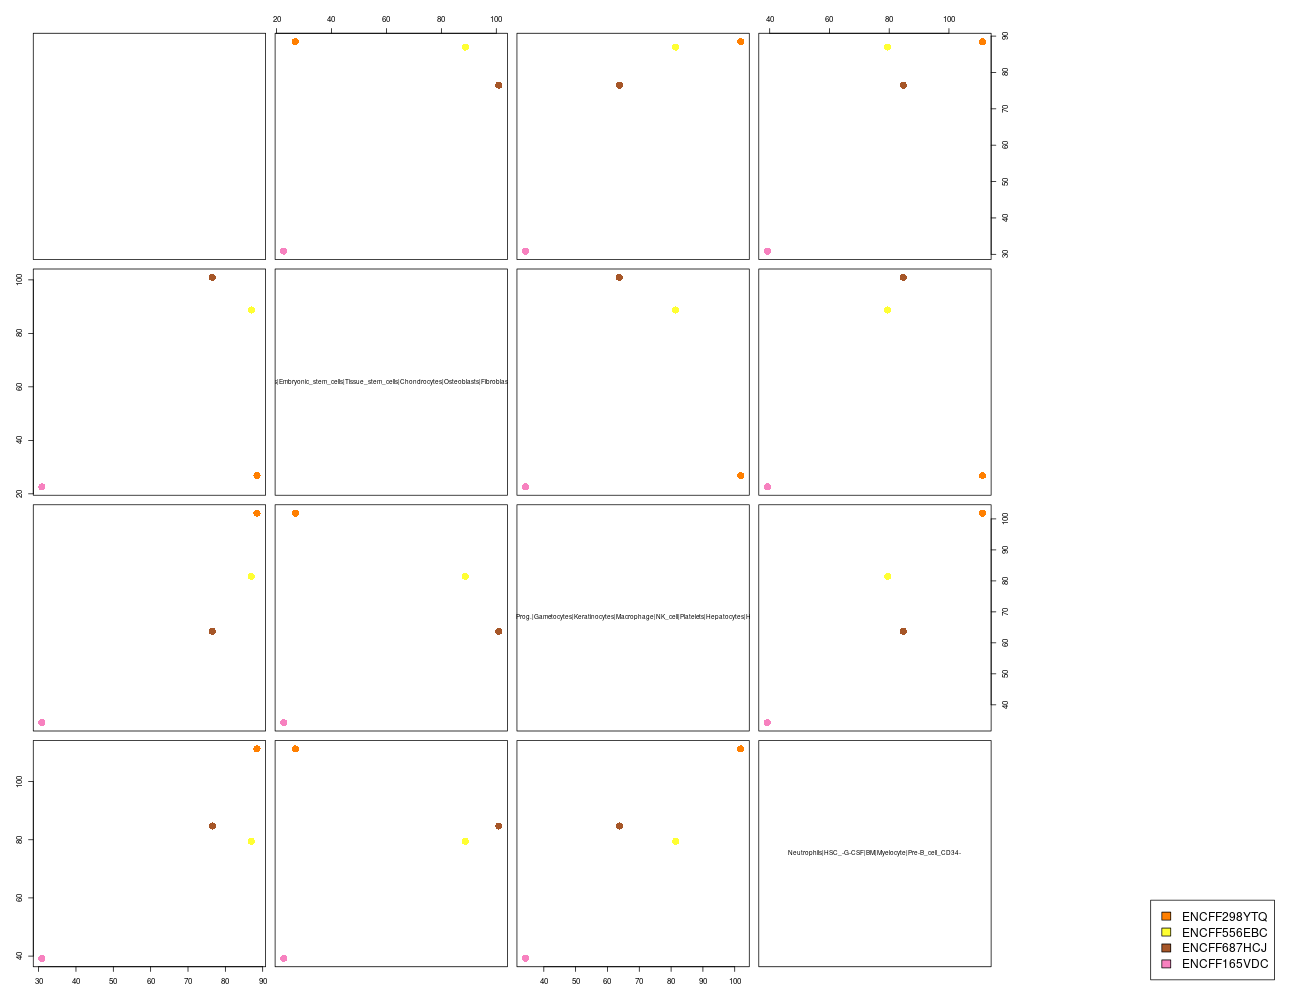 20 40 60 80 100
40 60 80 100
30 40 50 60 70 80 90
20 40 60 80 100
s|Embryonic_stem_cells|Tissue_stem_cells|Chondrocytes|Osteoblasts|Fibroblas
Prog.|Gametocytes|Keratinocytes|Macrophage|NK_cell|Platelets|Hepatocytes|H
40 50 60 70 80 90 100
40 60 80 100
Neutrophils|HSC_-G-CSF|BM|Myelocyte|Pre-B_cell_CD34-
30 40 50 60 70 80 90
40 50 60 70 80 90 100
ENCFF298YTQ
ENCFF556EBC
ENCFF687HCJ
ENCFF165VDC